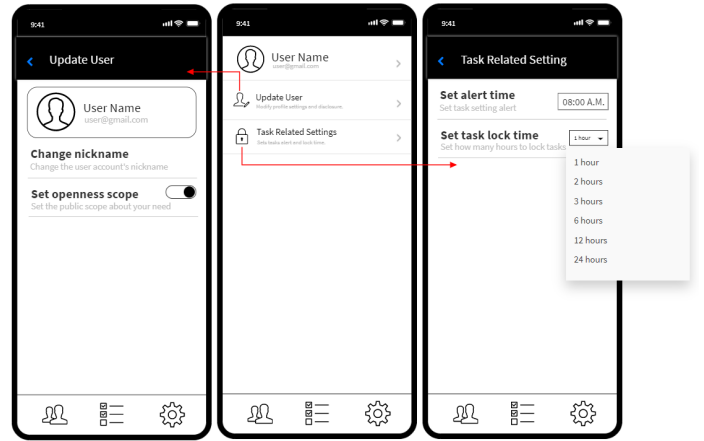 9:41
Update User
User Name
user@gmail.com
Change nickname
Change the user account's nickname
Set openness scope
Set the public scope about your need
9:41
User Name
user@gmail.com
Update User
Modify profile settings and disclosure
Task Related Settings
Sets tasks alert and lock time.
9:41
Task Related Setting
Set alert time
Set task setting alert
08:00 A.M.
Set task lock time
Set how many hours to lock tasks
1 hour
1 hour
2 hours
3 hours
6 hours
12 hours
24 hours